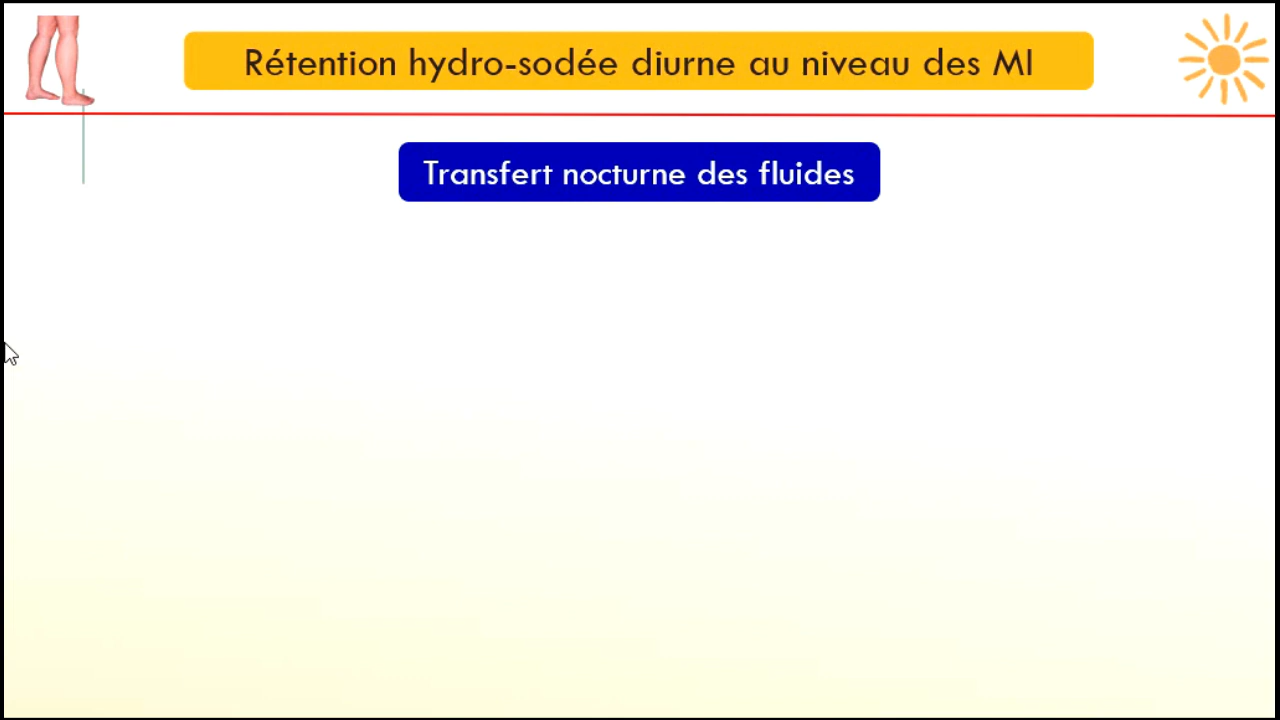 Rétention hydro-sodée diurne au niveau des MI
Transfert nocturne des fluides